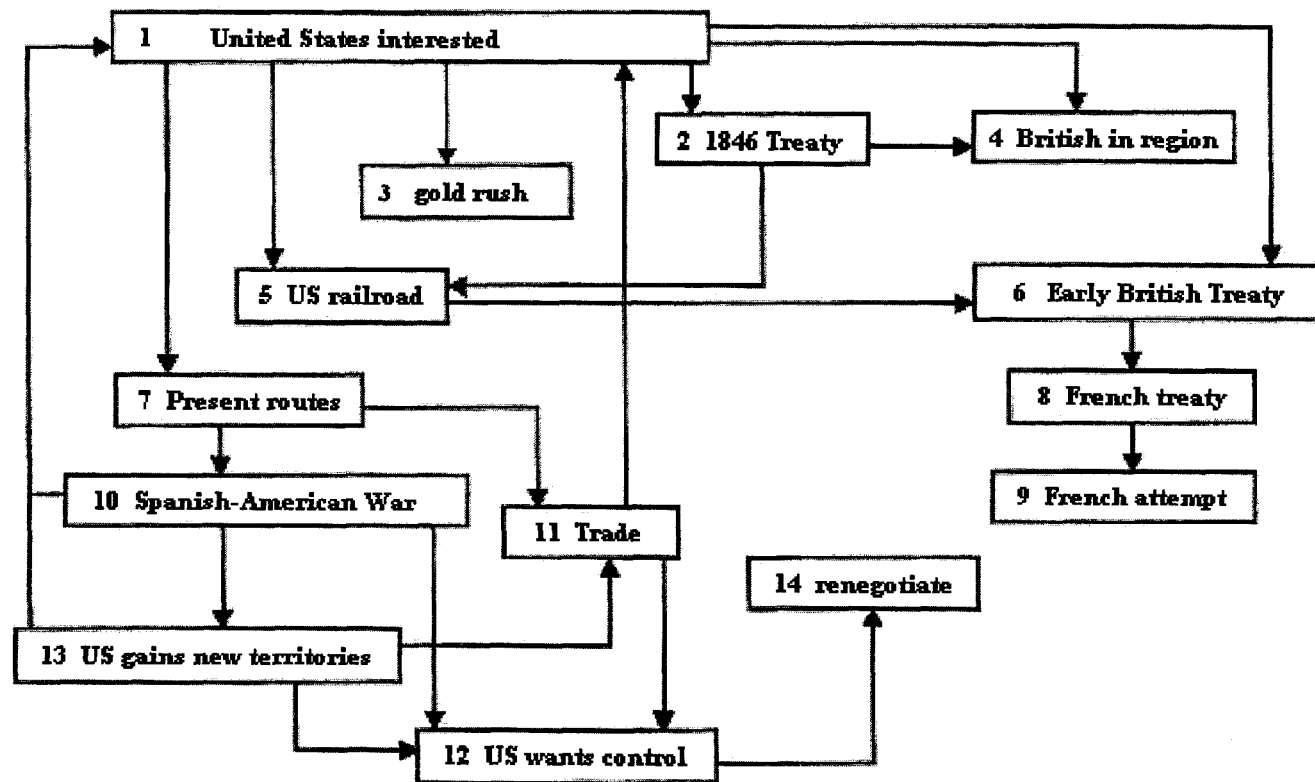 1 United States interested
2 1846 Treaty
4 British in region
3 gold rush
5 US railroad
6 Early British Treaty
7 Present routes
8 French treaty
10 Spanish-American War
9 French attempt
11 Trade
14 renegotiate
13 US gains new territories
12 US wants control